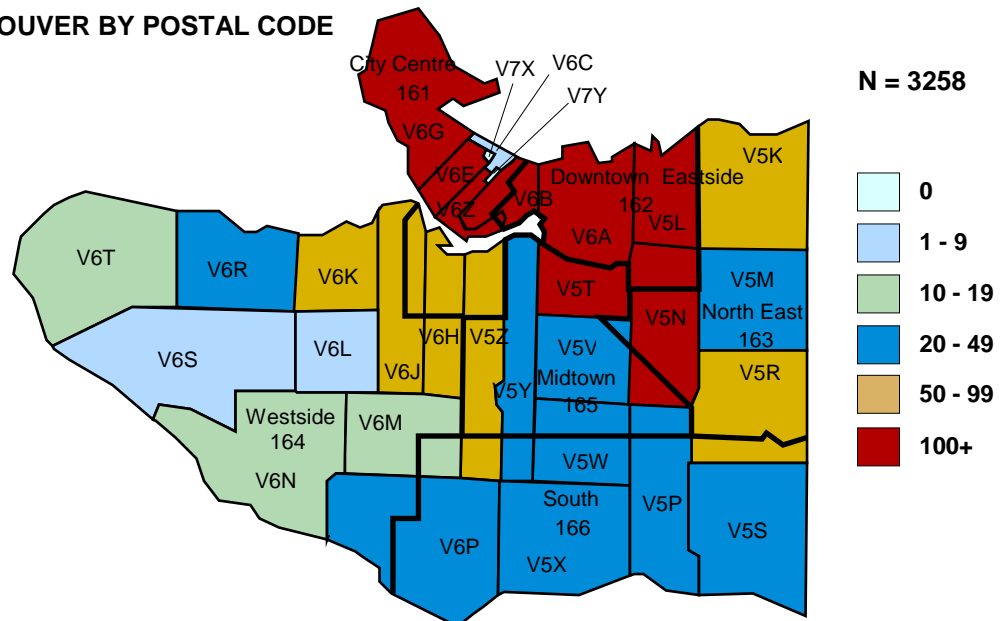 OUVER BY POSTAL CODE
City Centre
161
V7X
V6C
V7Y
N = 3258
V6G
V6E
V6Z
V6B
Downtown Eastside
162
V5K
V5L
V6A
0
1 - 9
10 - 19
20 - 49
50 - 99
100+
V6T
V6R
V6K
V5T
V5M
North East
163
V5N
V6S
V6L
V6J
V6H
V5Z
V5Y
V5V
Midtown
165
V5R
Westside
164
V6M
V6N
V5W
South
166
V5P
V5S
V6P
V5X